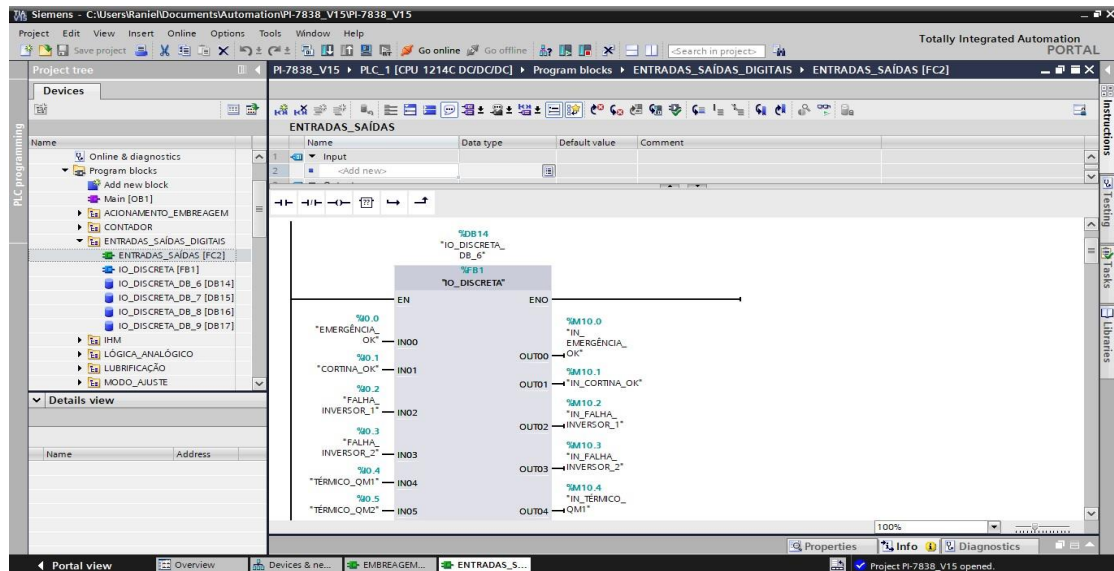 Siemens - C:\Users\Raniel\Documents\Automation\PI-7838_V15\PI-7838_V15
Project Edit View Insert Online Options Tools Window Help
Save project
Go online
Go offline
<Search in project>
Totally Integrated Automation
PORTAL
Project tree
PI-7838_V15 ▸ PLC_1 [CPU 1214C DC/DC/DC] ▸ Program blocks ▸ ENTRADAS_SAÍDAS_DIGITAIS ▸ ENTRADAS_SAÍDAS [FC2]
Devices
PLC programming
Name
Online & diagnostics
Program blocks
Add new block
Main [OB1]
ACIONAMENTO_EMBREAGEM
CONTADOR
ENTRADAS_SAÍDAS_DIGITAIS
ENTRADAS_SAÍDAS [FC2]
IO_DISCRETA [FB1]
IO_DISCRETA_DB_6 [DB14]
IO_DISCRETA_DB_7 [DB15]
IO_DISCRETA_DB_8 [DB16]
IO_DISCRETA_DB_9 [DB17]
IHM
LÓGICA_ANALÓGICO
LUBRIFICAÇÃO
MODO_AJUSTE
Details view
Name Address
ENTRADAS_SAÍDAS
Name Data type Default value Comment
1 Input
2 <Add new>
%DB14
"IO_DISCRETA_
DB_6"
%FB1
"IO_DISCRETA"
EN ENO
%I0.0
"EMERGÊNCIA_
OK" IN00
%I0.1
"CORTINA_OK" IN01
%I0.2
"FALHA_
INVERSOR_1" IN02
%I0.3
"FALHA_
INVERSOR_2" IN03
%I0.4
"TÉRMICO_QM1" IN04
%I0.5
"TÉRMICO_QM2" IN05
%M10.0
"IN_
EMERGÊNCIA_
OUT00 OK"
%M10.1
OUT01 "IN_CORTINA_OK"
%M10.2
"IN_FALHA_
OUT02 INVERSOR_1"
%M10.3
"IN_FALHA_
OUT03 INVERSOR_2"
%M10.4
"IN_TÉRMICO_
OUT04 QM1"
100%
Properties Info Diagnostics
Instructions
Testing
Tasks
Libraries
Portal view Overview Devices & ne... EMBREAGEM... ENTRADAS_S... Project PI-7838_V15 opened.